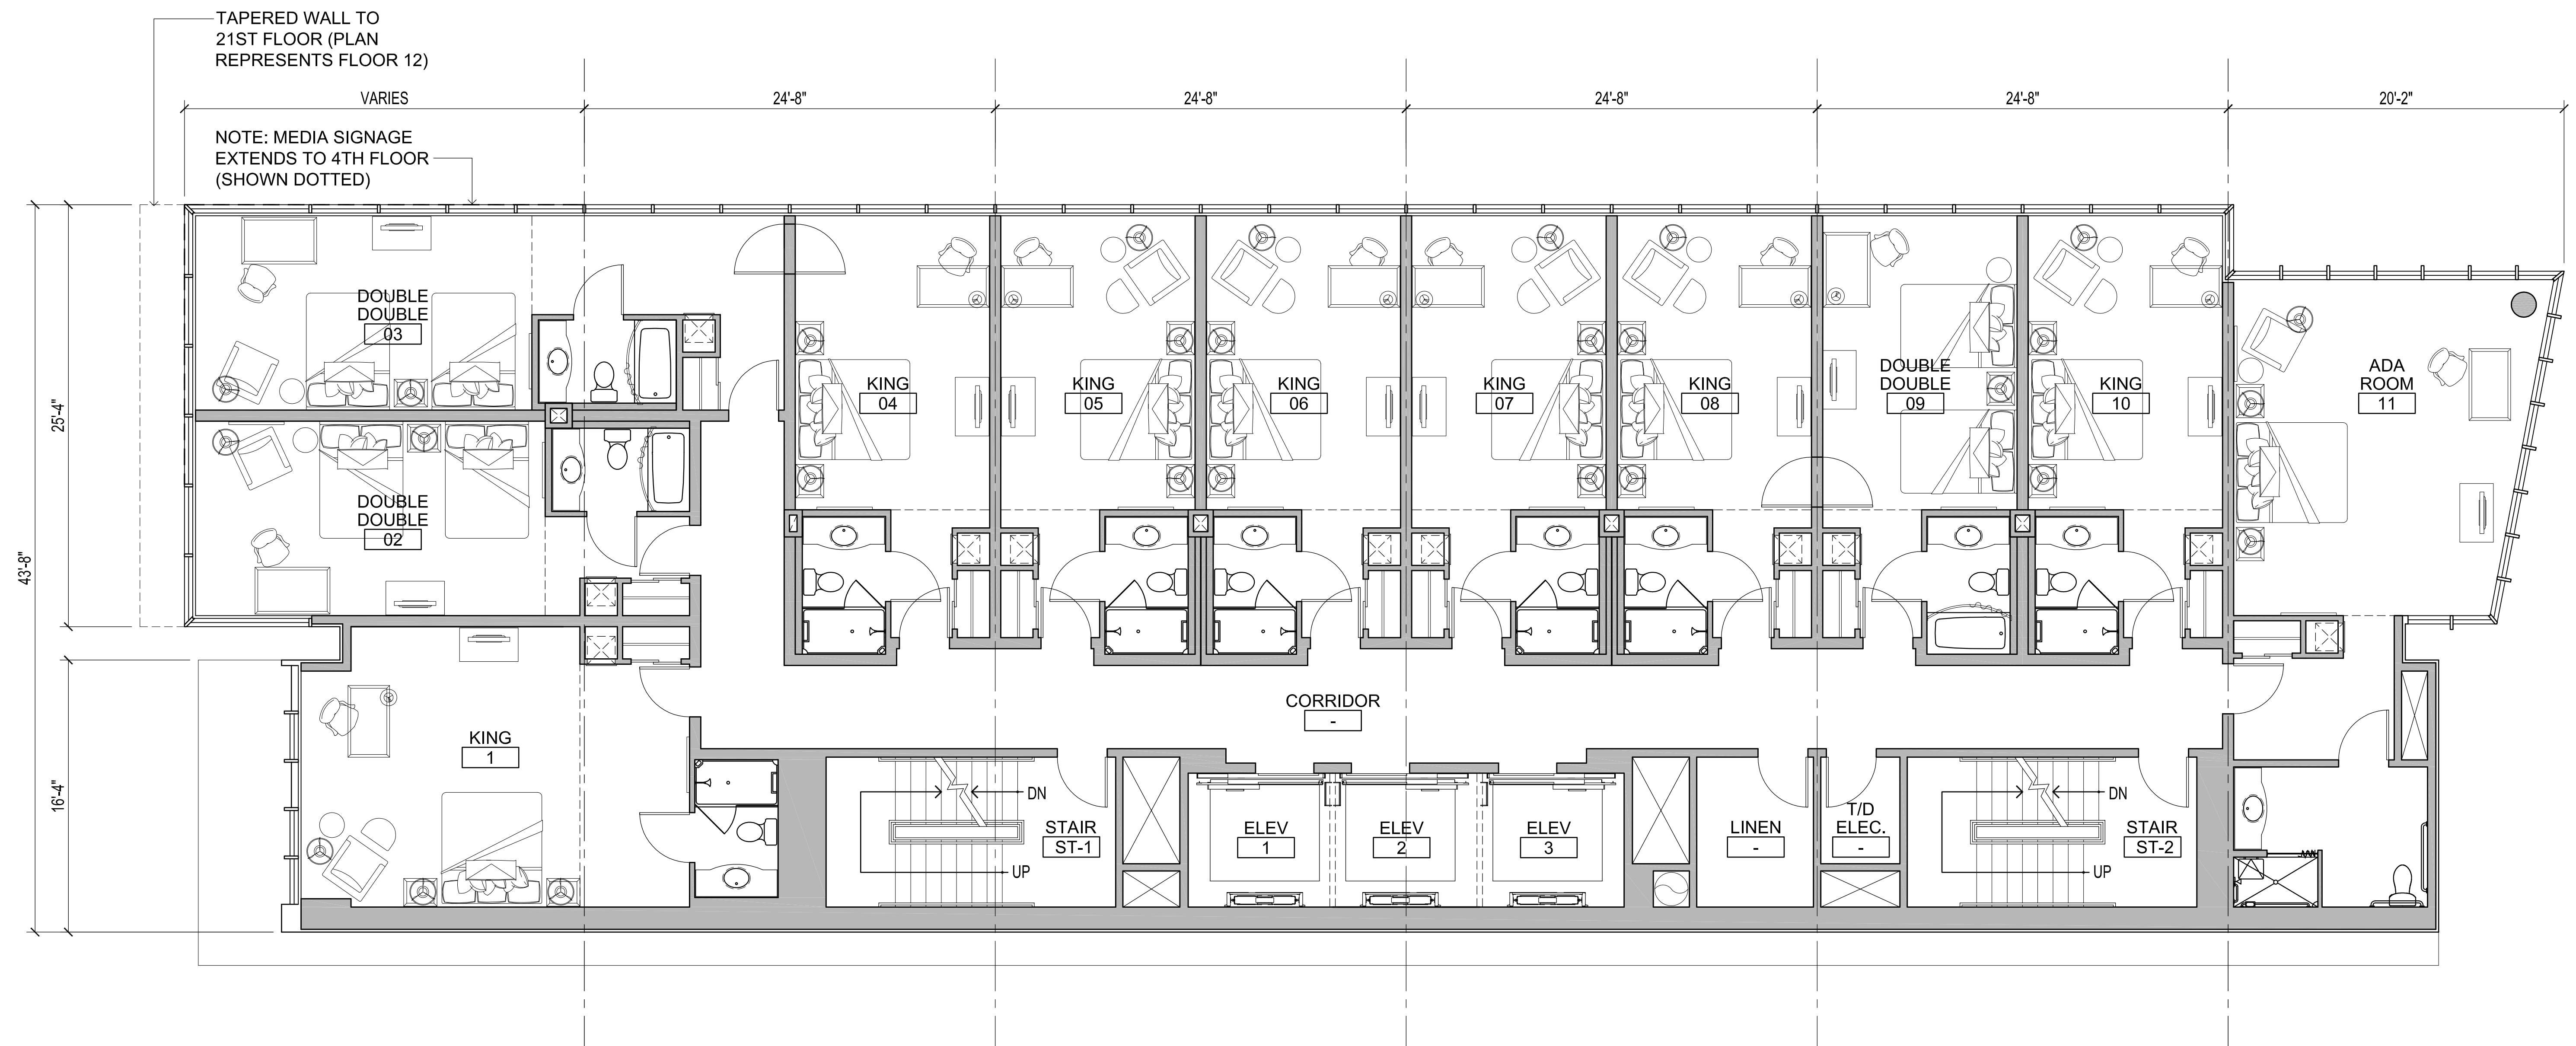 TAPERED WALL TO
21ST FLOOR (PLAN
REPRESENTS FLOOR 12)
VARIES
24'-8"
24'-8"
24'-8"
24'-8"
20'-2"
NOTE: MEDIA SIGNAGE
EXTENDS TO 4TH FLOOR
(SHOWN DOTTED)
25'-4"
43'-8"
16'-4"
DOUBLE
DOUBLE
03
DOUBLE
DOUBLE
02
KING
04
KING
05
KING
06
KING
07
KING
08
DOUBLE
DOUBLE
09
KING
10
ADA
ROOM
11
CORRIDOR
-
KING
1
DN
UP
STAIR
ST-1
ELEV
1
ELEV
2
ELEV
3
LINEN
-
T/D
ELEC.
-
DN
UP
STAIR
ST-2